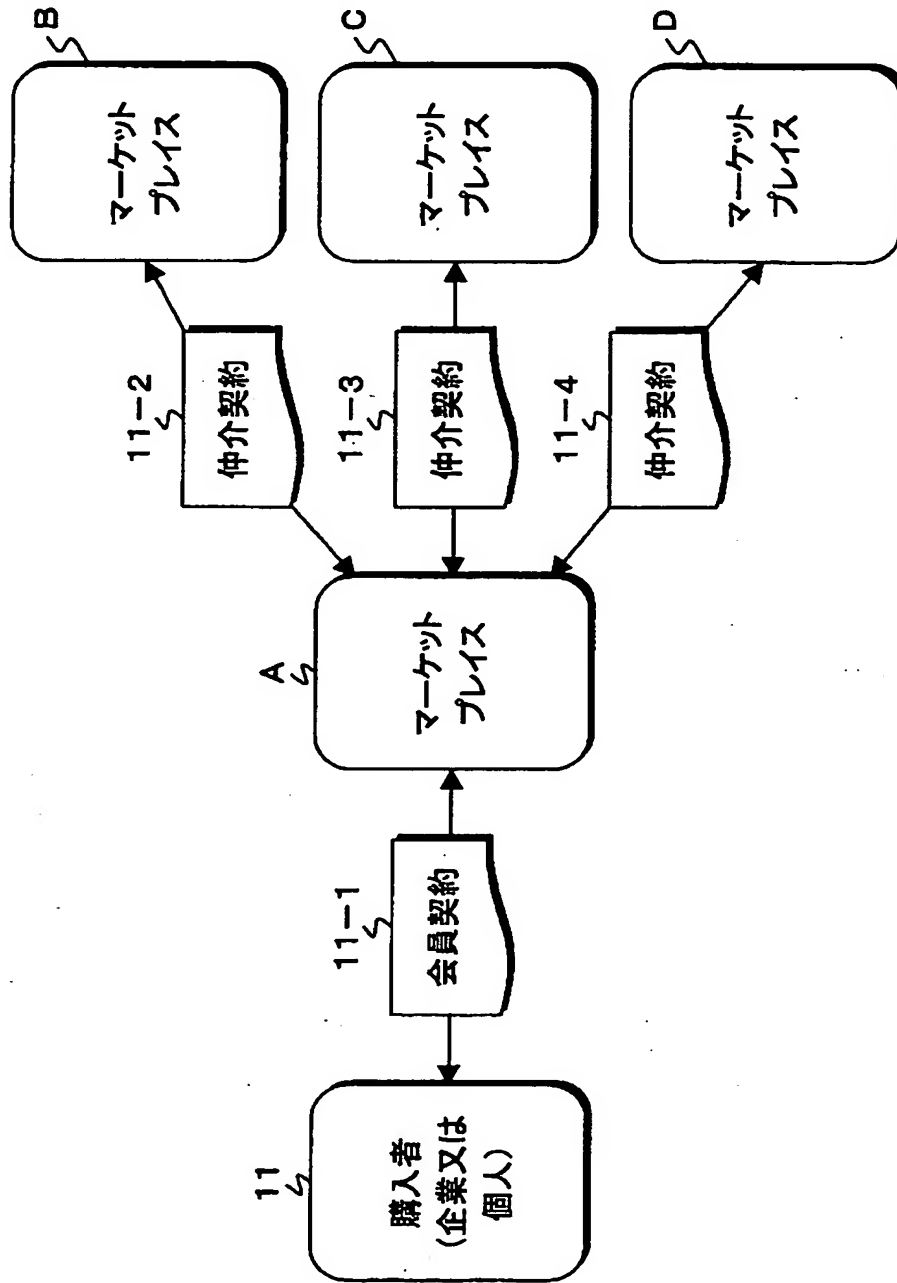 11
購入者
(企業又は
個人)
11-1
会員契約
A
マーケット
プレイス
11-2
仲介契約
11-3
仲介契約
11-4
仲介契約
B
マーケット
プレイス
C
マーケット
プレイス
D
マーケット
プレイス